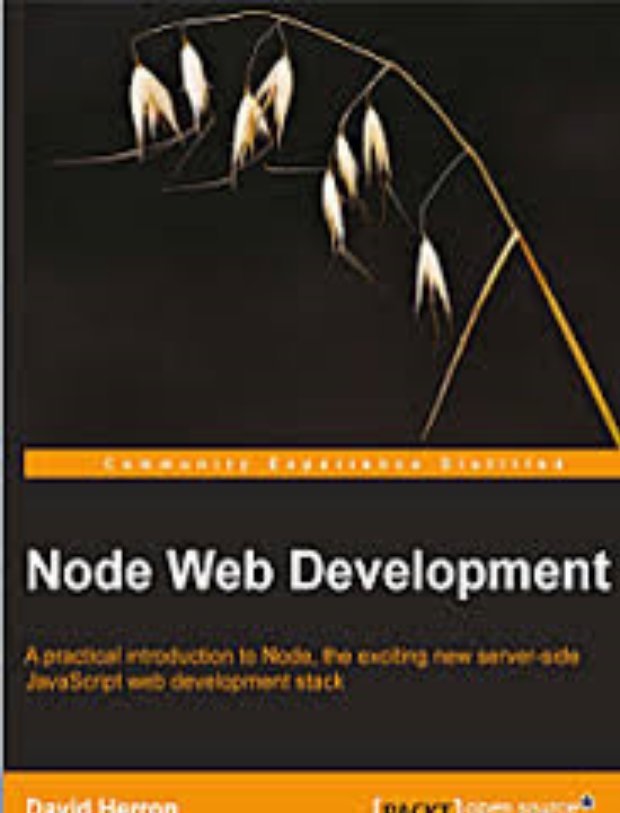 Community Experience Distilled
Node Web Development
A practical introduction to Node, the exciting new server-side
JavaScript web development stack
David Herron
[PACKT] open source*